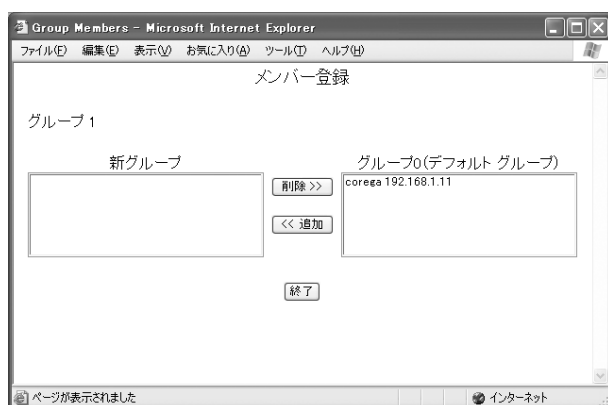 Group Members - Microsoft Internet Explorer
ファイル(F) 編集(E) 表示(V) お気に入り(A) ツール(T) ヘルプ(H)
メンバー登録
グループ 1
新グループ
グループ0(デフォルト グループ)
corega 192.168.1.11
削除 >>
<< 追加
終了
ページが表示されました
インターネット